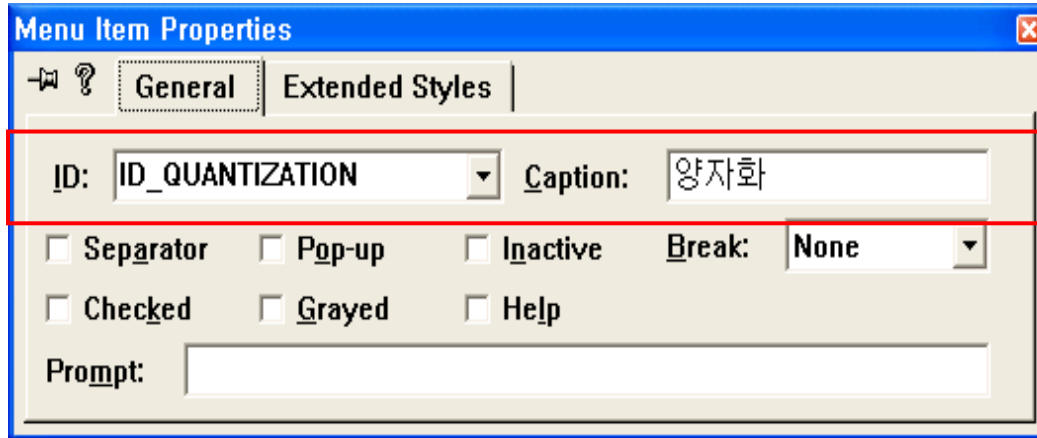 Menu Item Properties
General Extended Styles
ID: ID_QUANTIZATION Caption: 양자화
Separator Pop-up Inactive Break: None
Checked Grayed Help
Prompt: